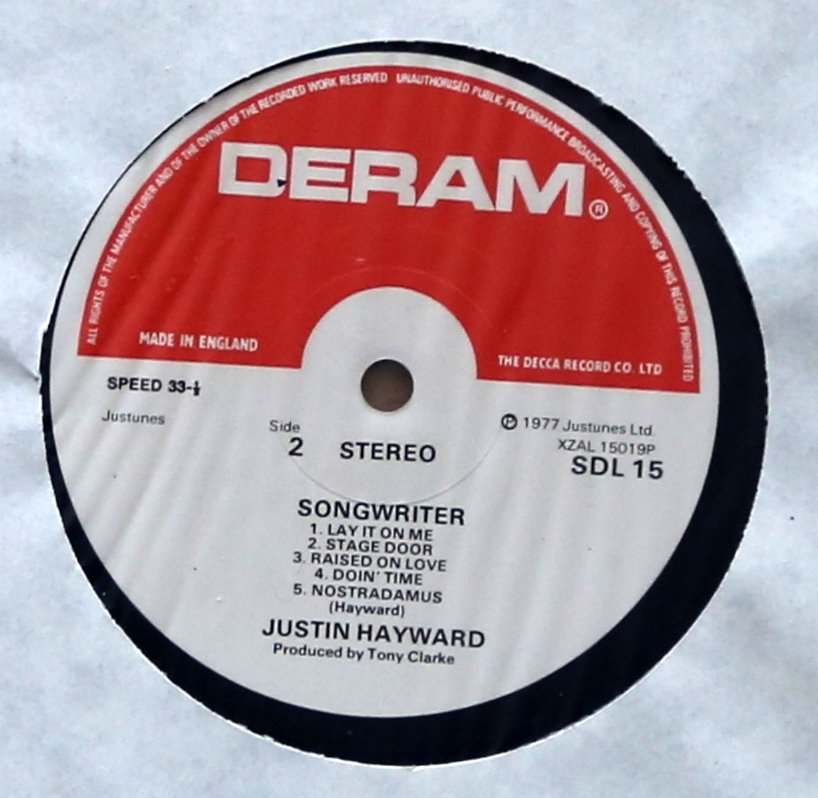 ALL RIGHTS OF THE MANUFACTURER AND OF THE OWNER OF THE RECORDED WORK RESERVED UNAUTHORISED PUBLIC PERFORMANCE BROADCASTING AND COPYING OF THIS RECORD PROHIBITED
DERAM®
MADE IN ENGLAND
THE DECCA RECORD CO. LTD
SPEED 33-⅓
Justunes
Side
2
STEREO
℗ 1977 Justunes Ltd.
XZAL 15019P
SDL 15
SONGWRITER
1. LAY IT ON ME
2. STAGE DOOR
3. RAISED ON LOVE
4. DOIN' TIME
5. NOSTRADAMUS
(Hayward)
JUSTIN HAYWARD
Produced by Tony Clarke